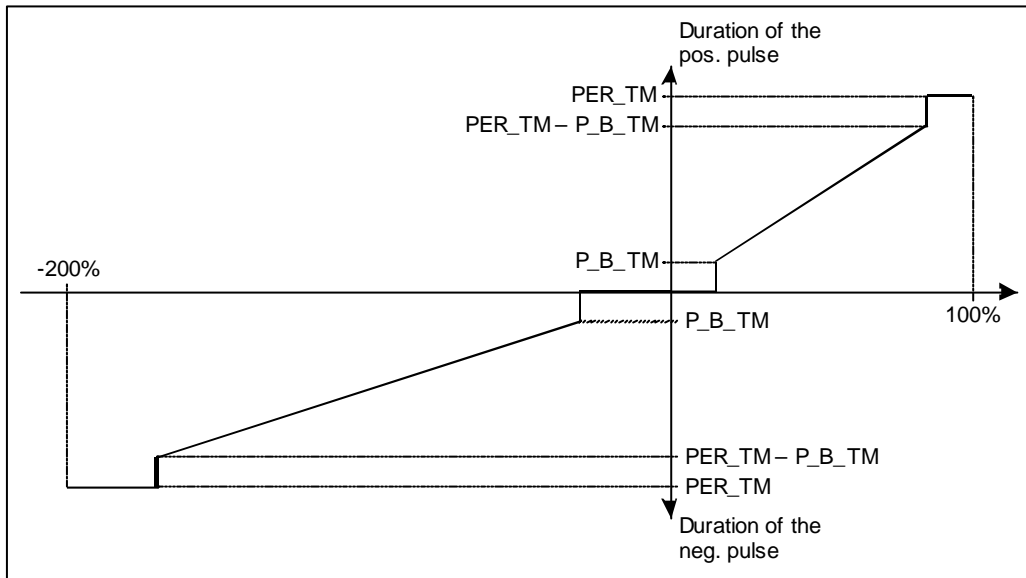 Duration of the
pos. pulse
PER_TM
PER_TM – P_B_TM
P_B_TM
-200%
100%
P_B_TM
PER_TM – P_B_TM
PER_TM
Duration of the
neg. pulse